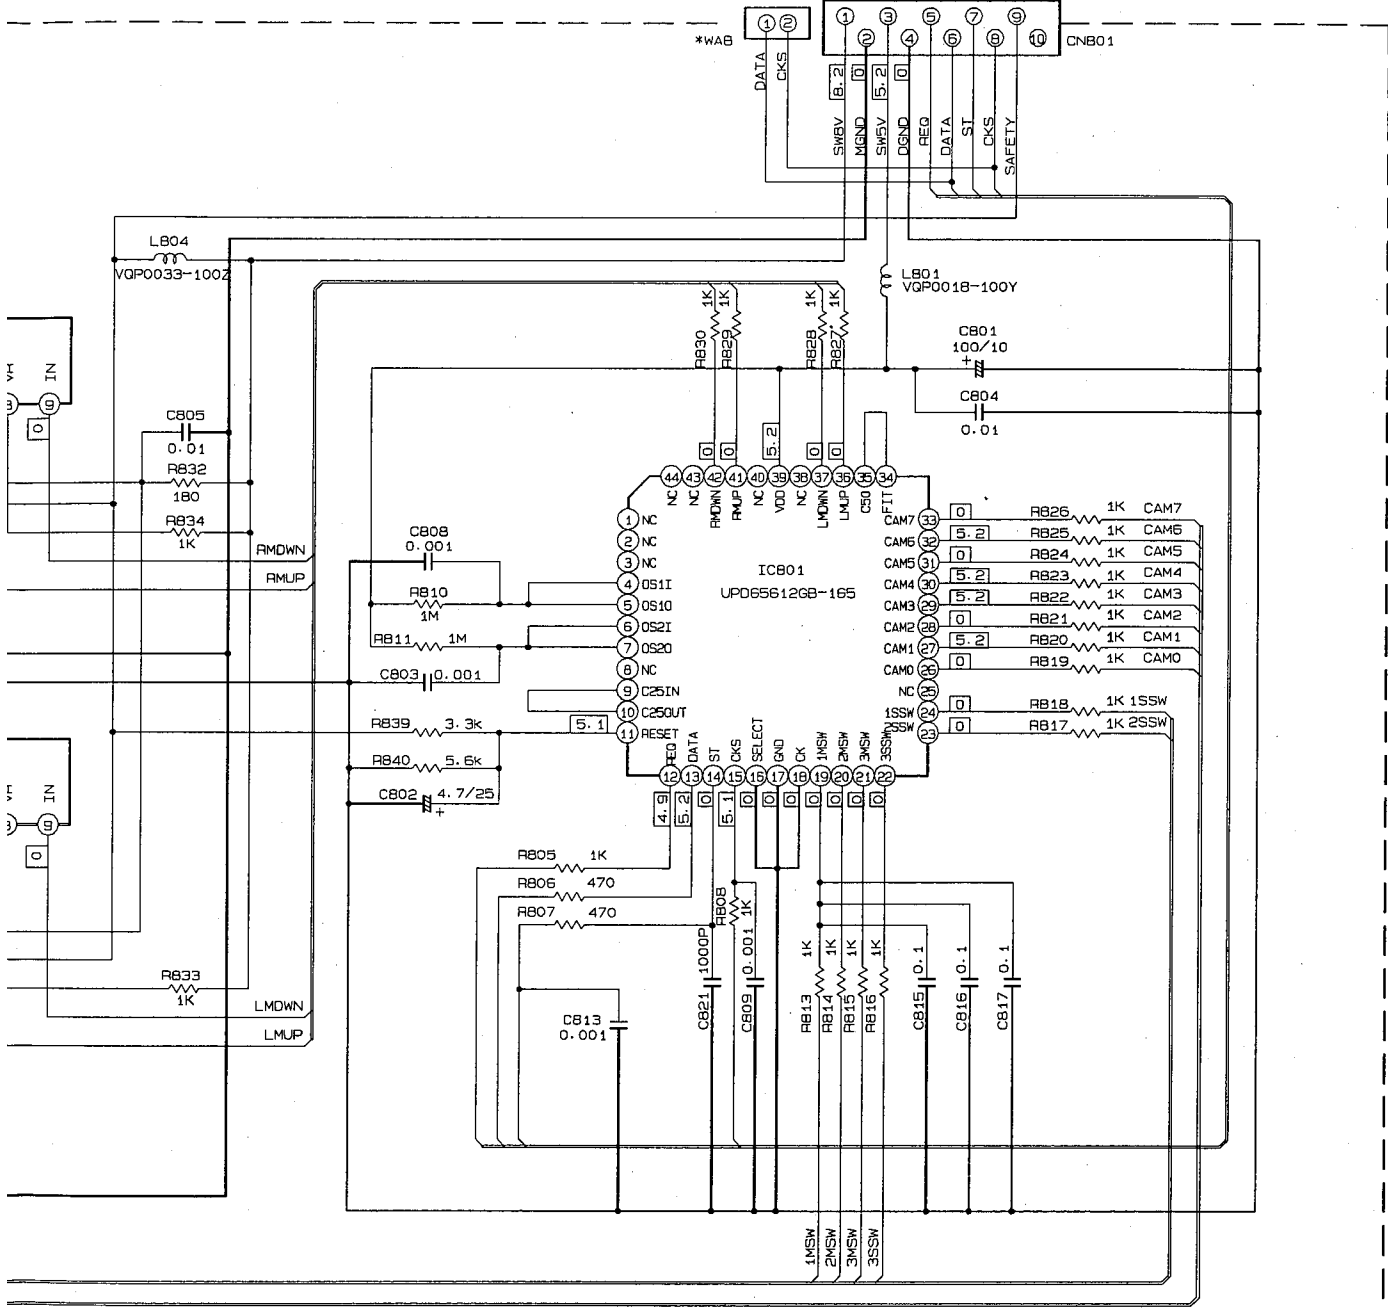 *WAB
1 2
1 3 5 7 9
2 4 6 8 10
CN801
DATA
CKS
8.2
0
5.2
0
SW8V
MGND
SW5V
DGND
REQ
DATA
ST
CKS
SAFETY
L804
VQP0033-100Z
L801
VQP0018-100Y
C801
100/10
+
C804
0.01
R830 1K
R829 1K
R828 1K
R827 1K
IN
9
0
C805
0.01
R832
180
R834
1K
RMDWN
RMUP
0 0 5.2 0 0
44 43 42 41 40 39 38 37 36 35 34
NC NC RMDWN RMUP NC VDD NC LMDWN LMUP C50 FIT
IC801
UPD65612GB-165
1 NC
2 NC
3 NC
4 OS1I
5 OS1O
6 OS2I
7 OS2O
8 NC
9 C25IN
10 C25OUT
11 RESET
C808
0.001
R810
1M
R811 1M
C803 0.001
R839 3.3k
5.1
R840 5.6k
C802 4.7/25
+
CAM7 33 0 R826 1K CAM7
CAM6 32 5.2 R825 1K CAM6
CAM5 31 0 R824 1K CAM5
CAM4 30 5.2 R823 1K CAM4
CAM3 29 5.2 R822 1K CAM3
CAM2 28 0 R821 1K CAM2
CAM1 27 5.2 R820 1K CAM1
CAM0 26 0 R819 1K CAM0
NC 25
1SSW 24 0 R818 1K 1SSW
2SSW 23 0 R817 1K 2SSW
REQ DATA ST CKS SELECT GND CK 1MSW 2MSW 3MSW 3SSW
12 13 14 15 16 17 18 19 20 21 22
4.9 5.2 0 5.1 0 0 0 0 0 0 0
IN
9
0
R805 1K
R806 470
R807 470
R808 1K
C821 1000P
C809 0.001
R813 1K
R814 1K
R815 1K
R816 1K
C815 0.1
C816 0.1
C817 0.1
C813
0.001
R833
1K
LMDWN
LMUP
1MSW
2MSW
3MSW
3SSW